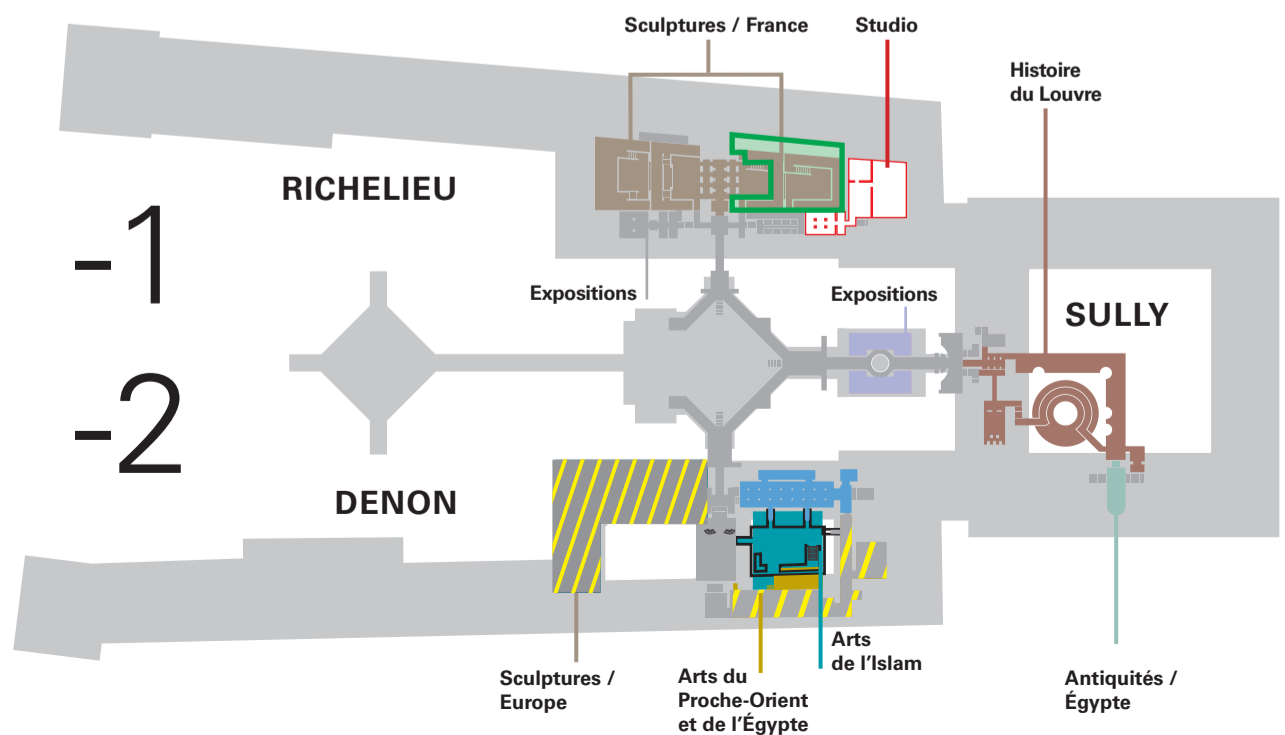 Sculptures / France
Studio
Histoire
du Louvre
RICHELIEU
-1
Expositions
Expositions
SULLY
-2
DENON
Sculptures /
Europe
Arts du
Proche-Orient
et de l'Égypte
Arts
de l'Islam
Antiquités /
Égypte